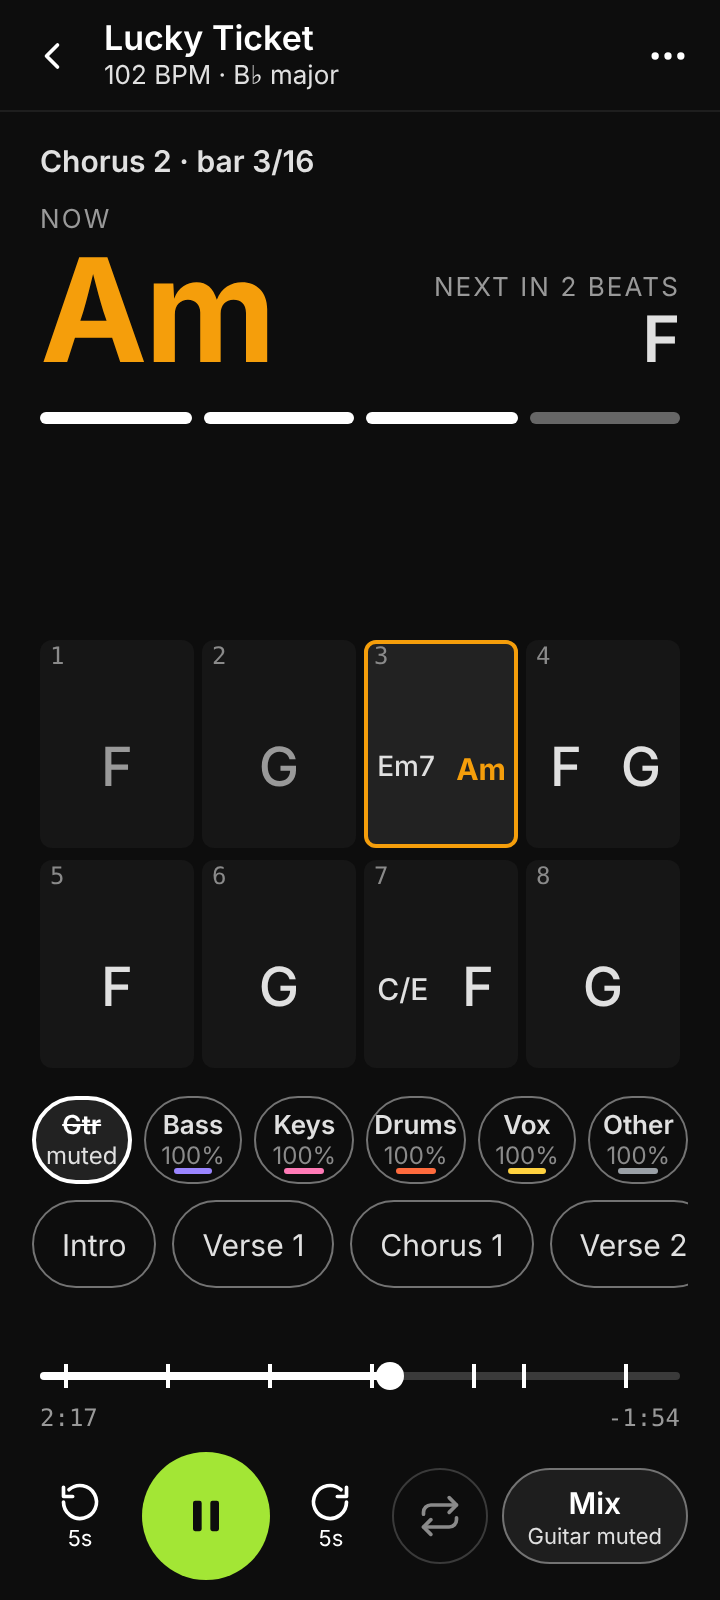 Lucky Ticket
102 BPM · B♭ major
Chorus 2 · bar 3/16
NOW
Am
NEXT IN 2 BEATS
F
1 2 3 4
F G Em7 Am F G
5 6 7 8
F G C/E F G
Gtr Bass Keys Drums Vox Other
muted 100% 100% 100% 100% 100%
Intro Verse 1 Chorus 1 Verse 2
2:17 -1:54
5s 5s
Mix
Guitar muted